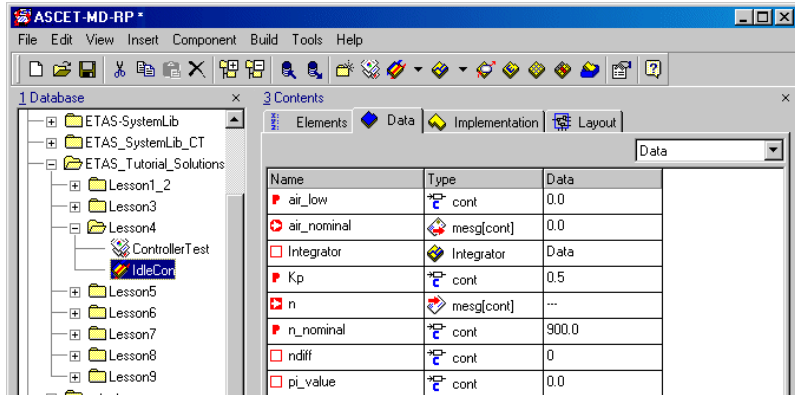 ASCET-MD-RP *
File Edit View Insert Component Build Tools Help
1 Database
3 Contents
ETAS-SystemLib
ETAS_SystemLib_CT
ETAS_Tutorial_Solutions
Lesson1_2
Lesson3
Lesson4
ControllerTest
IdleCon
Lesson5
Lesson6
Lesson7
Lesson8
Lesson9
Elements Data Implementation Layout
Data
Name Type Data
air_low cont 0.0
air_nominal mesg[cont] 0.0
Integrator Integrator Data
Kp cont 0.5
n mesg[cont] ---
n_nominal cont 900.0
ndiff cont 0
pi_value cont 0.0